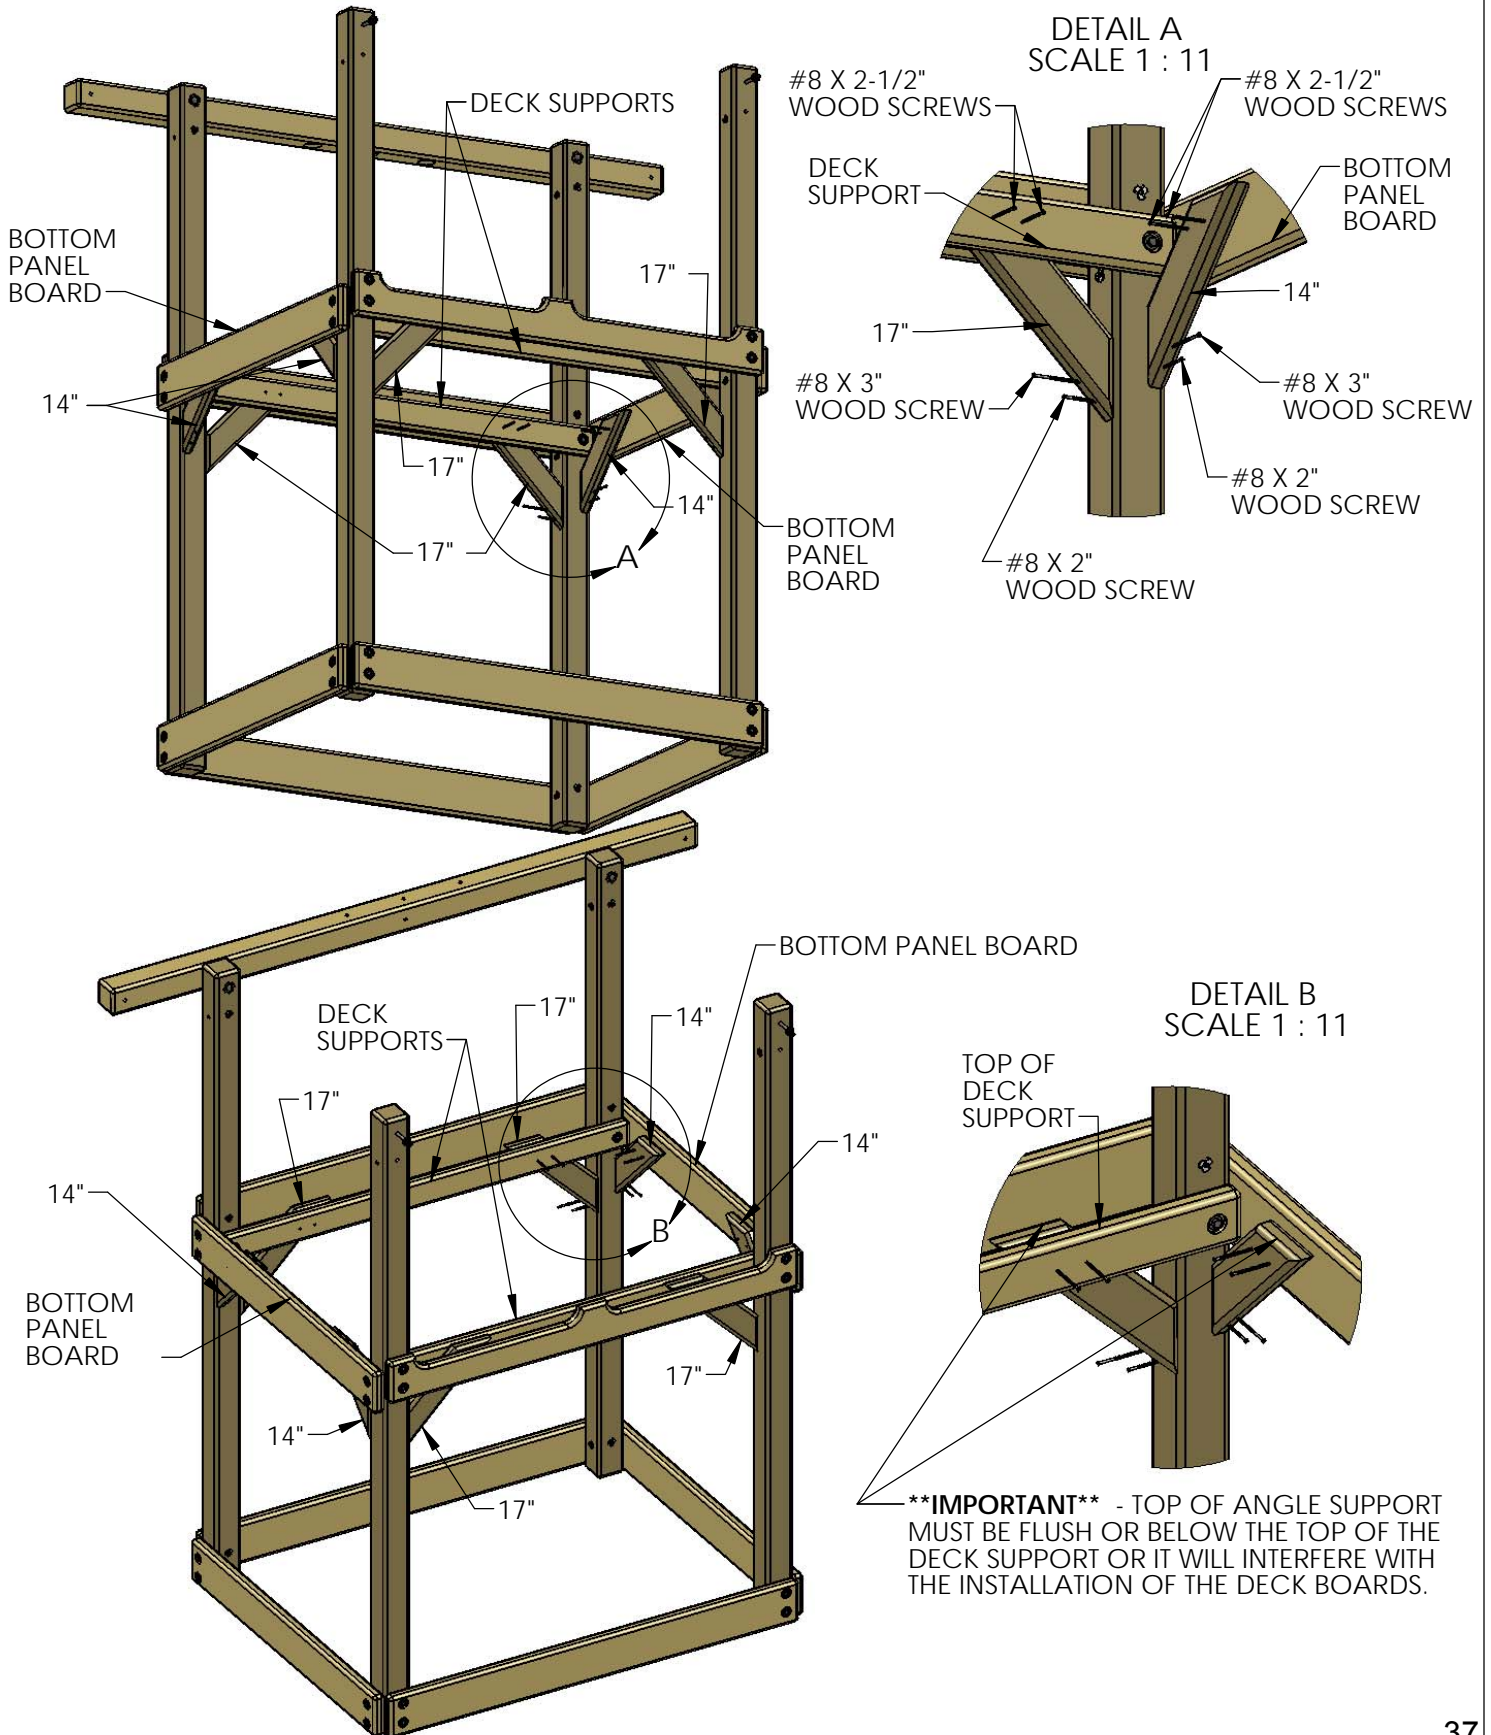 DETAIL A
SCALE 1 : 11
#8 X 2-1/2"
WOOD SCREWS
#8 X 2-1/2"
WOOD SCREWS
DECK SUPPORTS
DECK
SUPPORT
BOTTOM
PANEL
BOARD
BOTTOM
PANEL
BOARD
17"
14"
17"
#8 X 3"
WOOD SCREW
#8 X 3"
WOOD SCREW
14"
17"
14"
#8 X 2"
WOOD SCREW
BOTTOM
PANEL
BOARD
17"
A
#8 X 2"
WOOD SCREW
BOTTOM PANEL BOARD
DETAIL B
SCALE 1 : 11
17"
14"
DECK
SUPPORTS
TOP OF
DECK
SUPPORT
17"
14"
14"
B
BOTTOM
PANEL
BOARD
17"
14"
17"
**IMPORTANT** - TOP OF ANGLE SUPPORT
MUST BE FLUSH OR BELOW THE TOP OF THE
DECK SUPPORT OR IT WILL INTERFERE WITH
THE INSTALLATION OF THE DECK BOARDS.
37